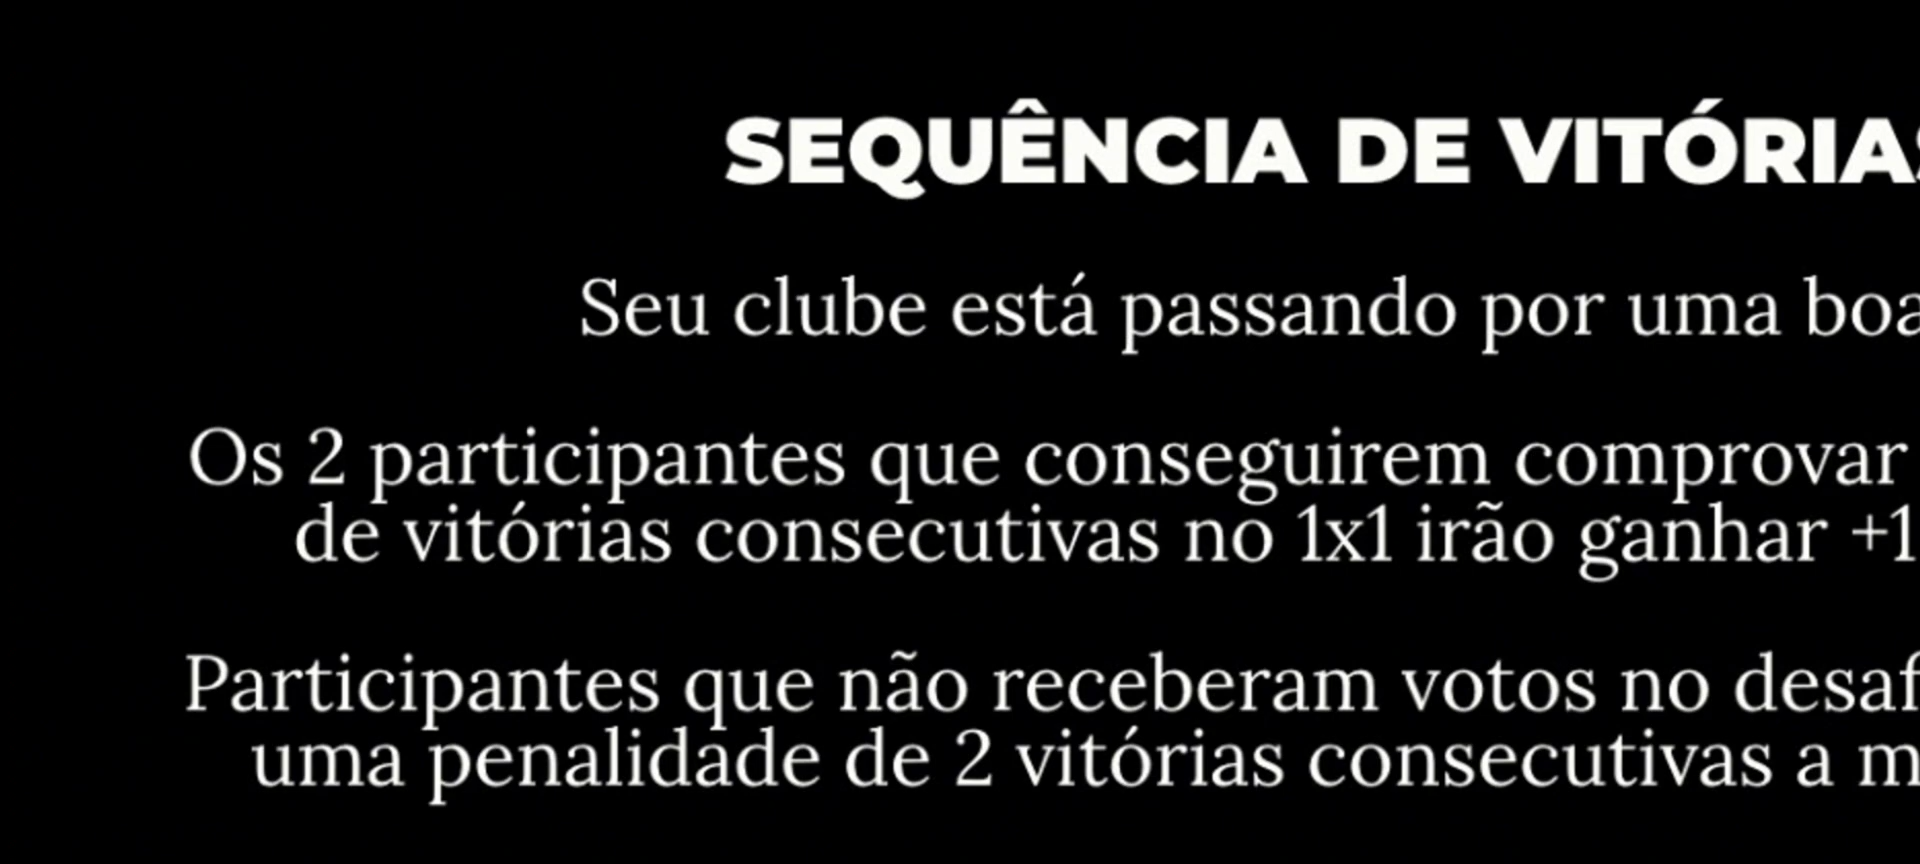 SEQUÊNCIA DE VITÓRIAS
Seu clube está passando por uma boa
Os 2 participantes que conseguirem comprovar
de vitórias consecutivas no 1x1 irão ganhar +1
Participantes que não receberam votos no
uma penalidade de 2 vitórias consecutivas a